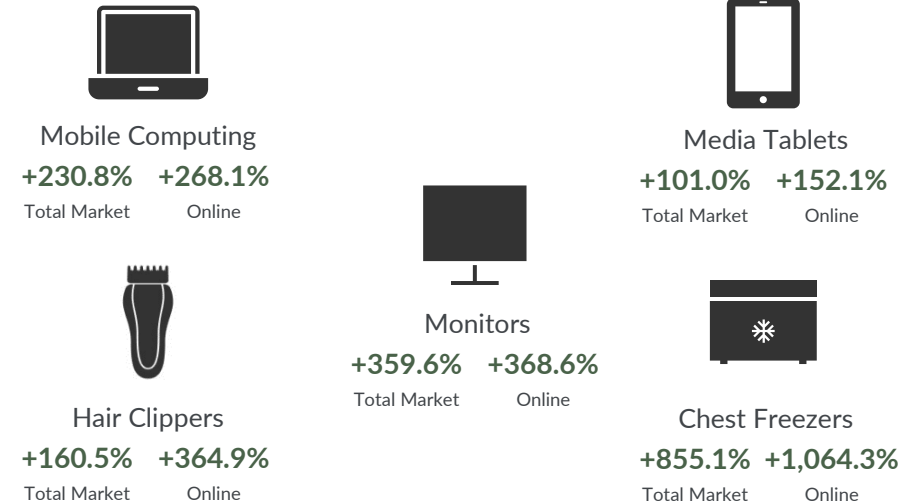 Mobile Computing
+230.8% +268.1%
Total Market Online
Media Tablets
+101.0% +152.1%
Total Market Online
Monitors
+359.6% +368.6%
Total Market Online
Hair Clippers
+160.5% +364.9%
Total Market Online
Chest Freezers
+855.1% +1,064.3%
Total Market Online